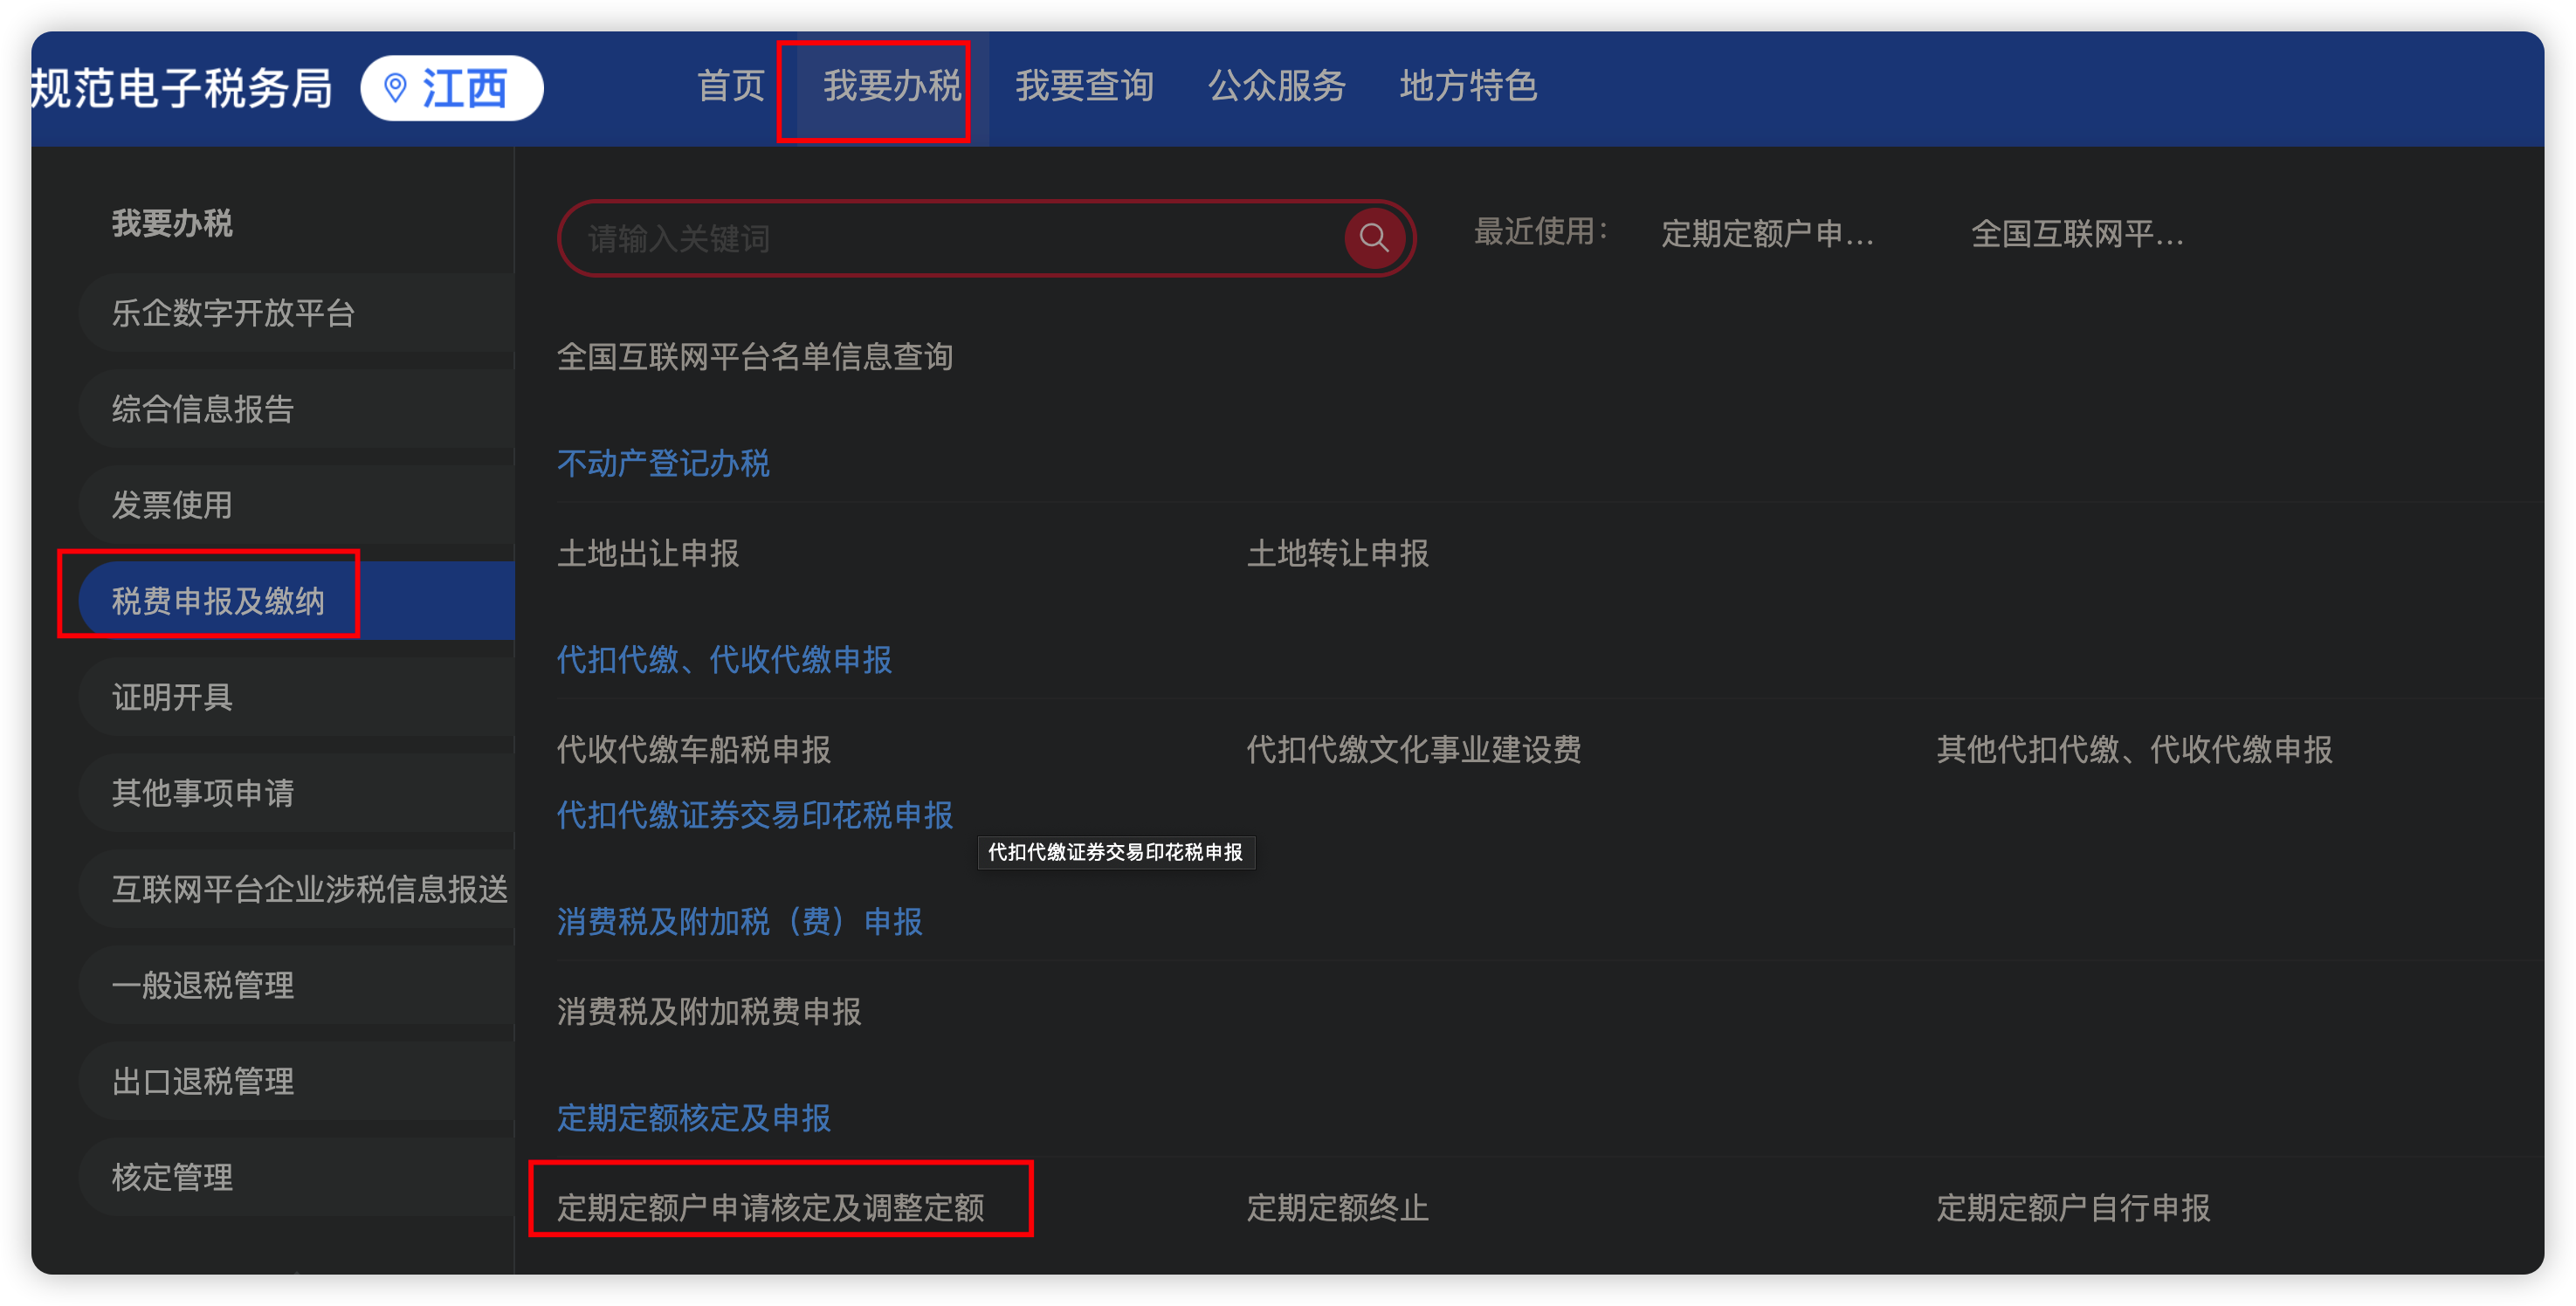 规范电子税务局 江西 首页 我要办税 我要查询 公众服务 地方特色
我要办税
乐企数字开放平台
综合信息报告
发票使用
税费申报及缴纳
证明开具
其他事项申请
互联网平台企业涉税信息报送
一般退税管理
出口退税管理
核定管理
请输入关键词 最近使用： 定期定额户申... 全国互联网平...
全国互联网平台名单信息查询
不动产登记办税
土地出让申报 土地转让申报
代扣代缴、代收代缴申报
代收代缴车船税申报 代扣代缴文化事业建设费 其他代扣代缴、代收代缴申报
代扣代缴证券交易印花税申报
代扣代缴证券交易印花税申报
消费税及附加税（费）申报
消费税及附加税费申报
定期定额核定及申报
定期定额户申请核定及调整定额 定期定额终止 定期定额户自行申报